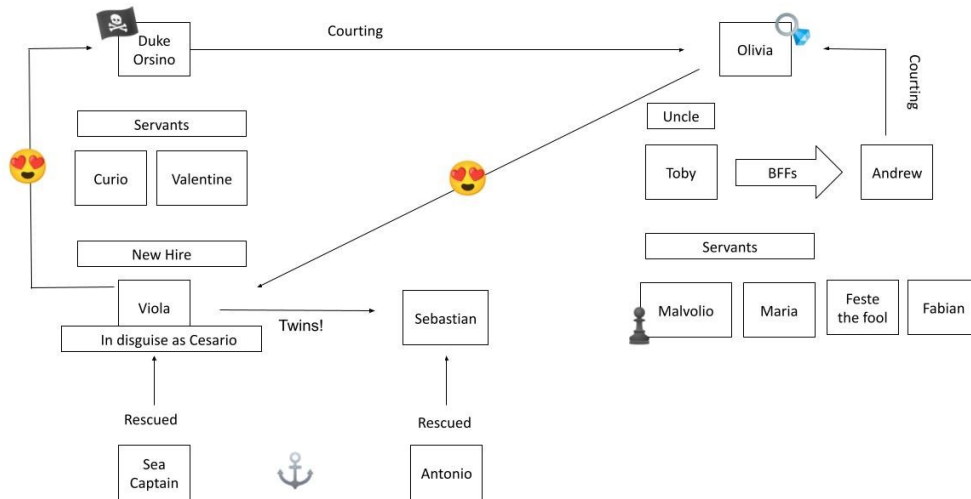 Duke
Orsino
Courting
Olivia
Courting
Servants
Uncle
Curio
Valentine
Toby
BFFs
Andrew
New Hire
Servants
Viola
Twins!
Sebastian
Malvolio
Maria
Feste
the fool
Fabian
In disguise as Cesario
Rescued
Rescued
Sea
Captain
Antonio